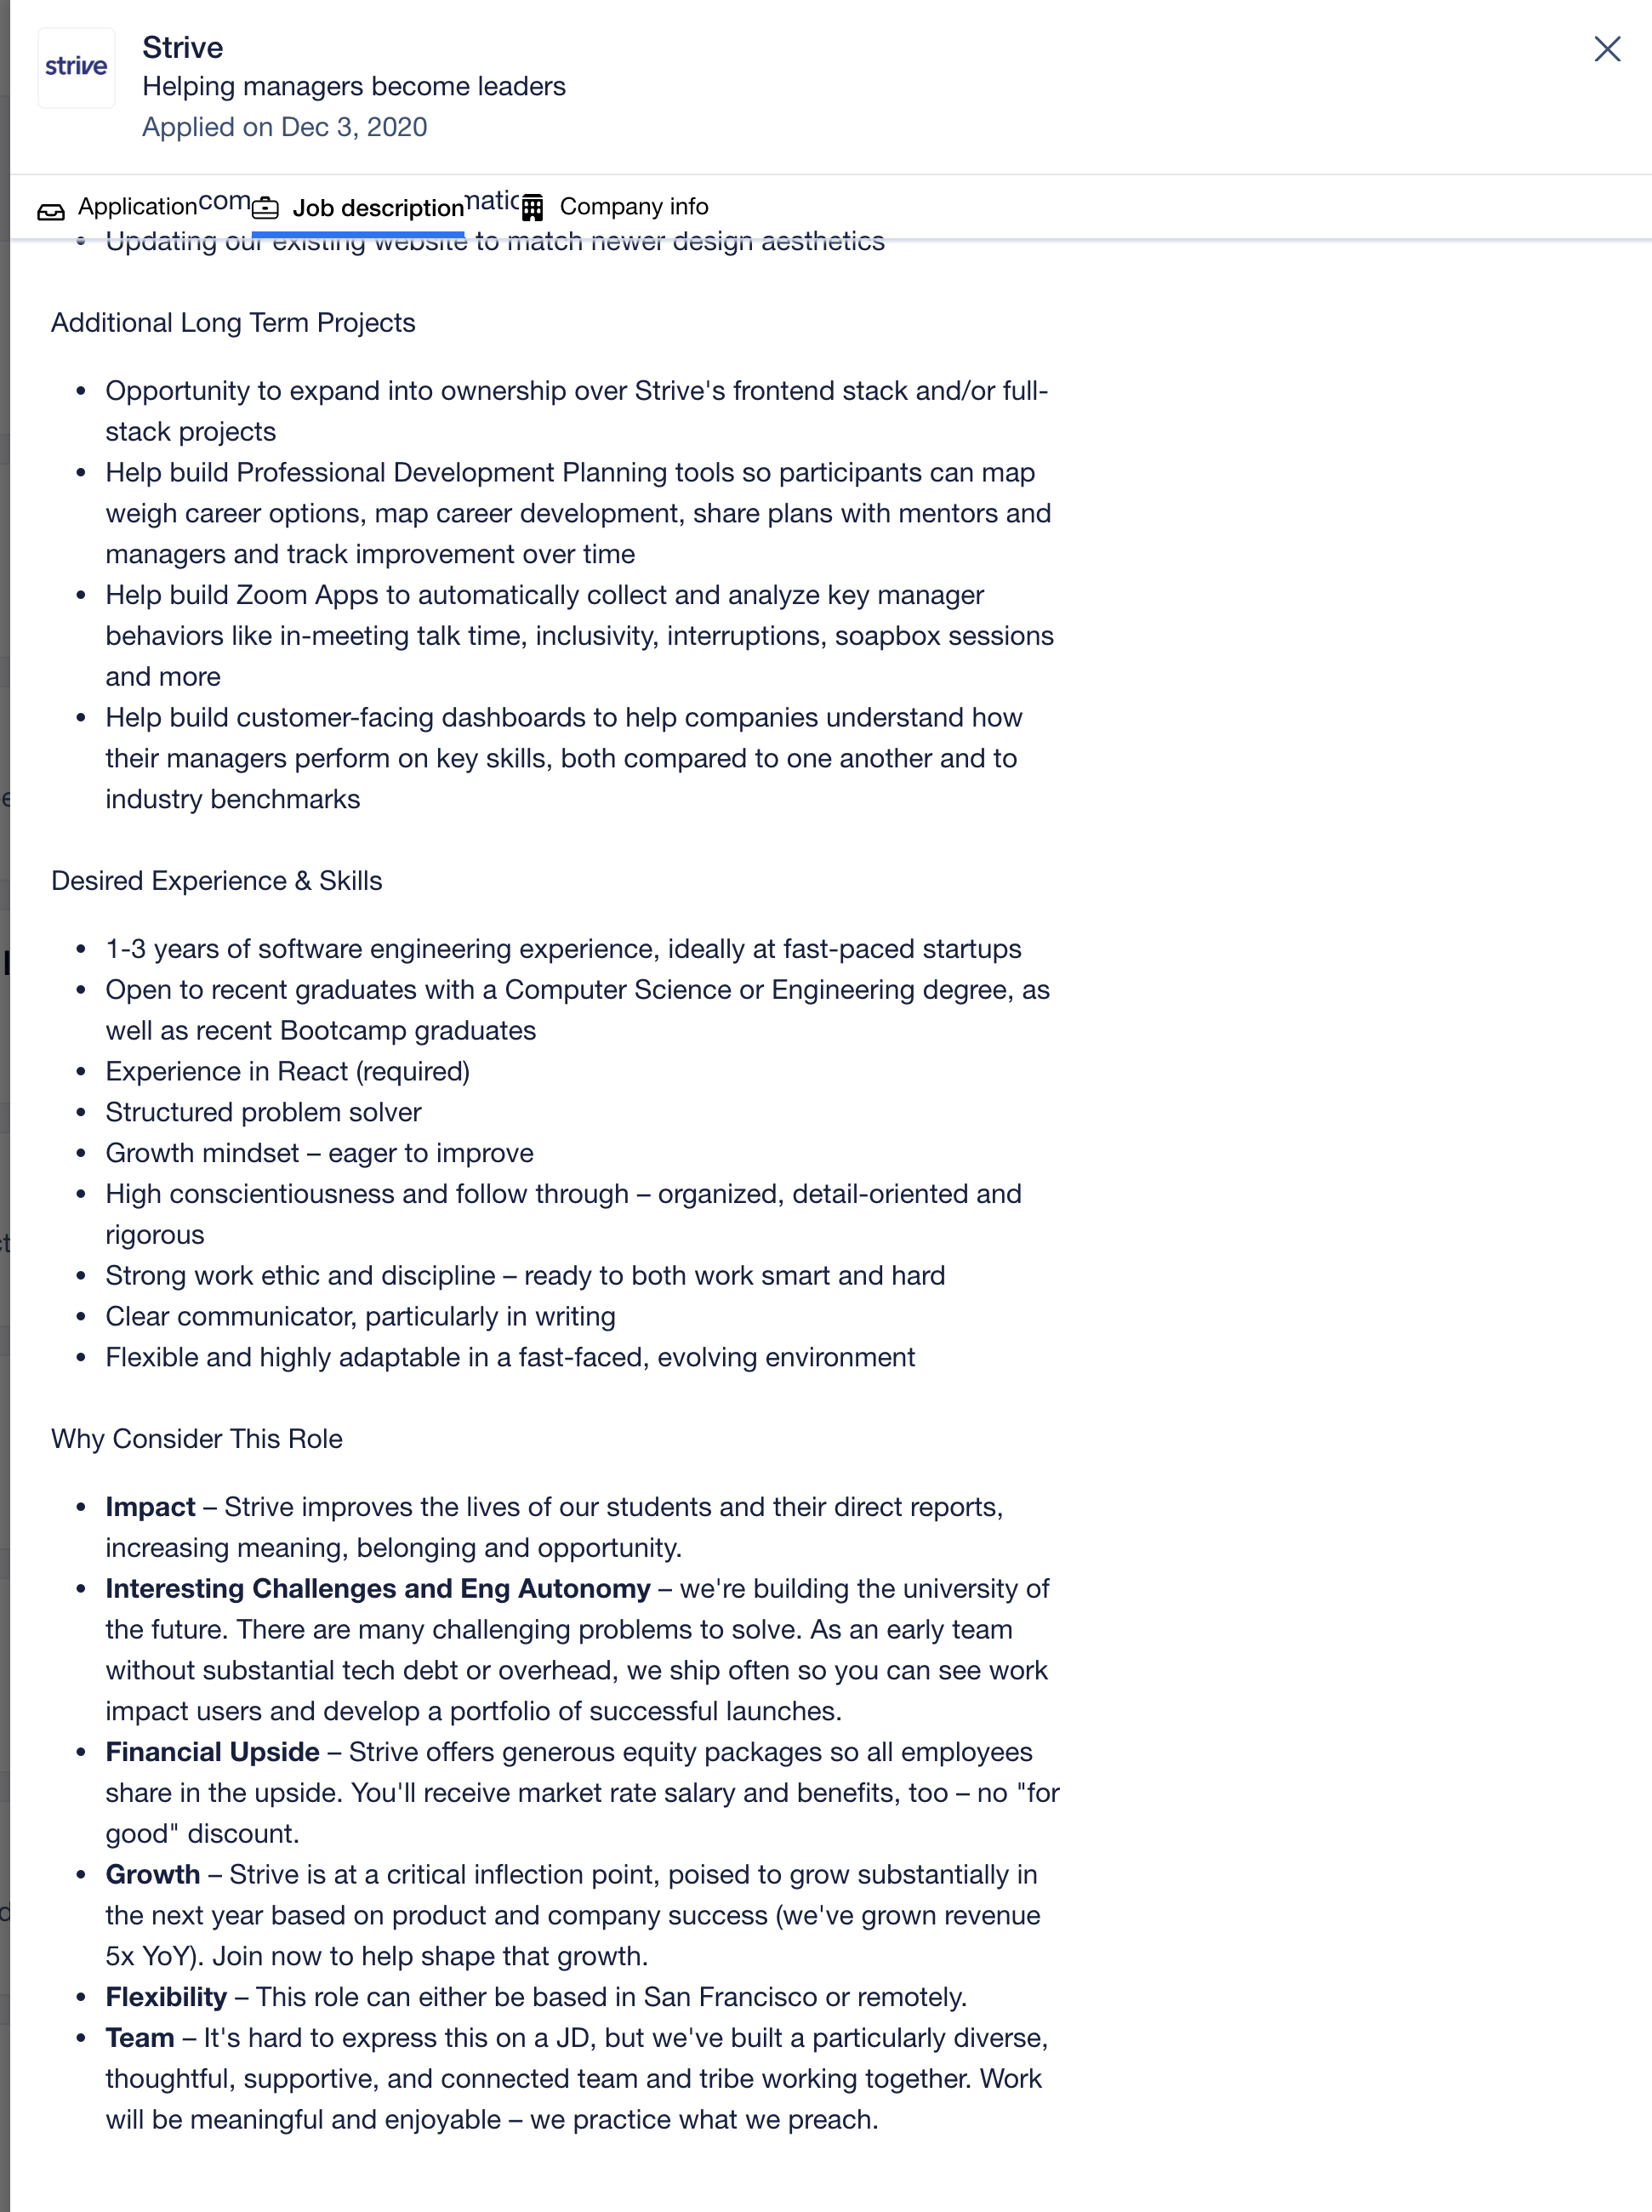 strive
Strive
Helping managers become leaders
Applied on Dec 3, 2020
Application com Job description matic Company info
• Updating our existing website to match newer design aesthetics
Additional Long Term Projects
• Opportunity to expand into ownership over Strive's frontend stack and/or full-
stack projects
• Help build Professional Development Planning tools so participants can map
weigh career options, map career development, share plans with mentors and
managers and track improvement over time
• Help build Zoom Apps to automatically collect and analyze key manager
behaviors like in-meeting talk time, inclusivity, interruptions, soapbox sessions
and more
• Help build customer-facing dashboards to help companies understand how
their managers perform on key skills, both compared to one another and to
industry benchmarks
Desired Experience & Skills
• 1-3 years of software engineering experience, ideally at fast-paced startups
• Open to recent graduates with a Computer Science or Engineering degree, as
well as recent Bootcamp graduates
• Experience in React (required)
• Structured problem solver
• Growth mindset – eager to improve
• High conscientiousness and follow through – organized, detail-oriented and
rigorous
• Strong work ethic and discipline – ready to both work smart and hard
• Clear communicator, particularly in writing
• Flexible and highly adaptable in a fast-faced, evolving environment
Why Consider This Role
• Impact – Strive improves the lives of our students and their direct reports,
increasing meaning, belonging and opportunity.
• Interesting Challenges and Eng Autonomy – we're building the university of
the future. There are many challenging problems to solve. As an early team
without substantial tech debt or overhead, we ship often so you can see work
impact users and develop a portfolio of successful launches.
• Financial Upside – Strive offers generous equity packages so all employees
share in the upside. You'll receive market rate salary and benefits, too – no "for
good" discount.
• Growth – Strive is at a critical inflection point, poised to grow substantially in
the next year based on product and company success (we've grown revenue
5x YoY). Join now to help shape that growth.
• Flexibility – This role can either be based in San Francisco or remotely.
• Team – It's hard to express this on a JD, but we've built a particularly diverse,
thoughtful, supportive, and connected team and tribe working together. Work
will be meaningful and enjoyable – we practice what we preach.